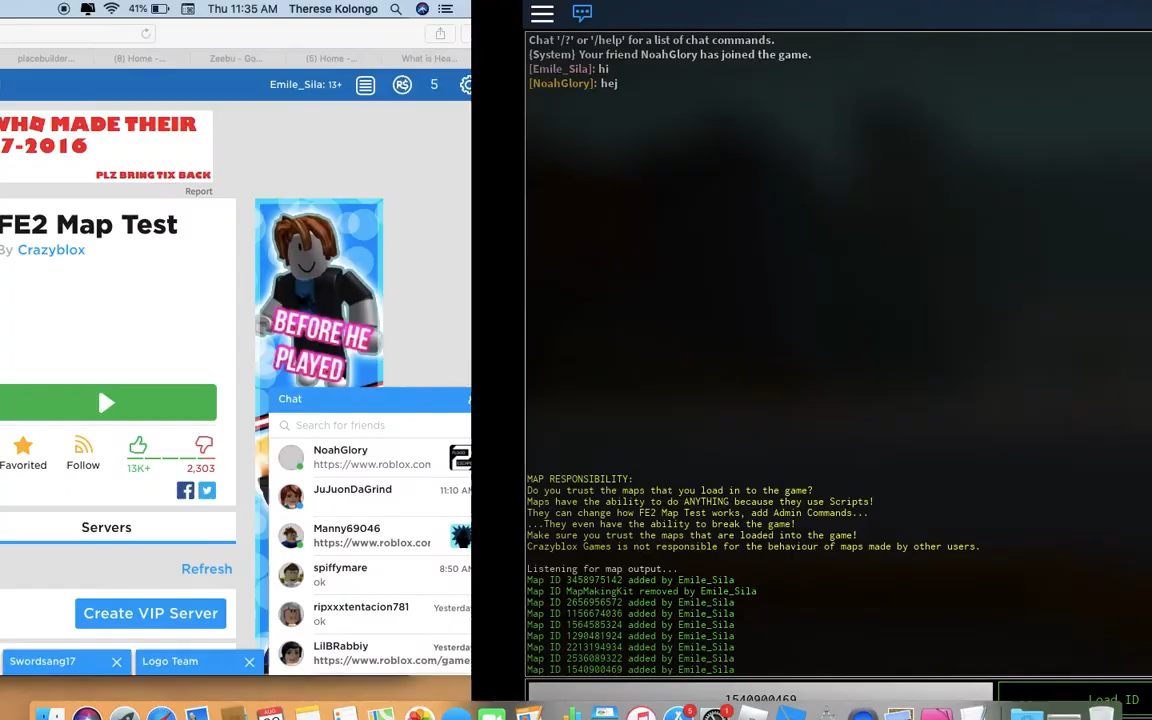 41% Thu 11:35 AM Therese Kolongo
placebuilder... (8) Home -... Zeebu - Go... (5) Home -... What is Hea...
Emile_Sila: 13+ R$ 5
WHO MADE THEIR
7-2016
PLZ BRING TIX BACK
Report
FE2 Map Test
By Crazyblox
BEFORE HE
PLAYED
Favorited Follow 13K+ 2,303
Servers
Refresh
Create VIP Server
Swordsang17
Logo Team
Chat
Search for friends
NoahGlory
https://www.roblox.con
JuJuonDaGrind 11:10 A
Manny69046
https://www.roblox.cor
spiffymare 8:50 A
ok
ripxxxtentacion781 Yesterda
ok
LilBRabbiy Yesterda
https://www.roblox.com/game
Chat '/?' or '/help' for a list of chat commands.
{System} Your friend NoahGlory has joined the game.
[Emile_Sila]: hi
[NoahGlory]: hej
MAP RESPONSIBILITY:
Do you trust the maps that you load in to the game?
Maps have the ability to do ANYTHING because they use Scripts!
They can change how FE2 Map Test works, add Admin Commands...
...They even have the ability to break the game!
Make sure you trust the maps that are loaded into the game!
Crazyblox Games is not responsible for the behaviour of maps made by other users.
Listening for map output...
Map ID 3458975142 added by Emile_Sila
Map ID MapMakingKit removed by Emile_Sila
Map ID 2656956572 added by Emile_Sila
Map ID 1156674036 added by Emile_Sila
Map ID 1564585324 added by Emile_Sila
Map ID 1290481924 added by Emile_Sila
Map ID 2213194934 added by Emile_Sila
Map ID 2536089322 added by Emile_Sila
Map ID 1540900469 added by Emile_Sila
1540900469
Load ID
5 1